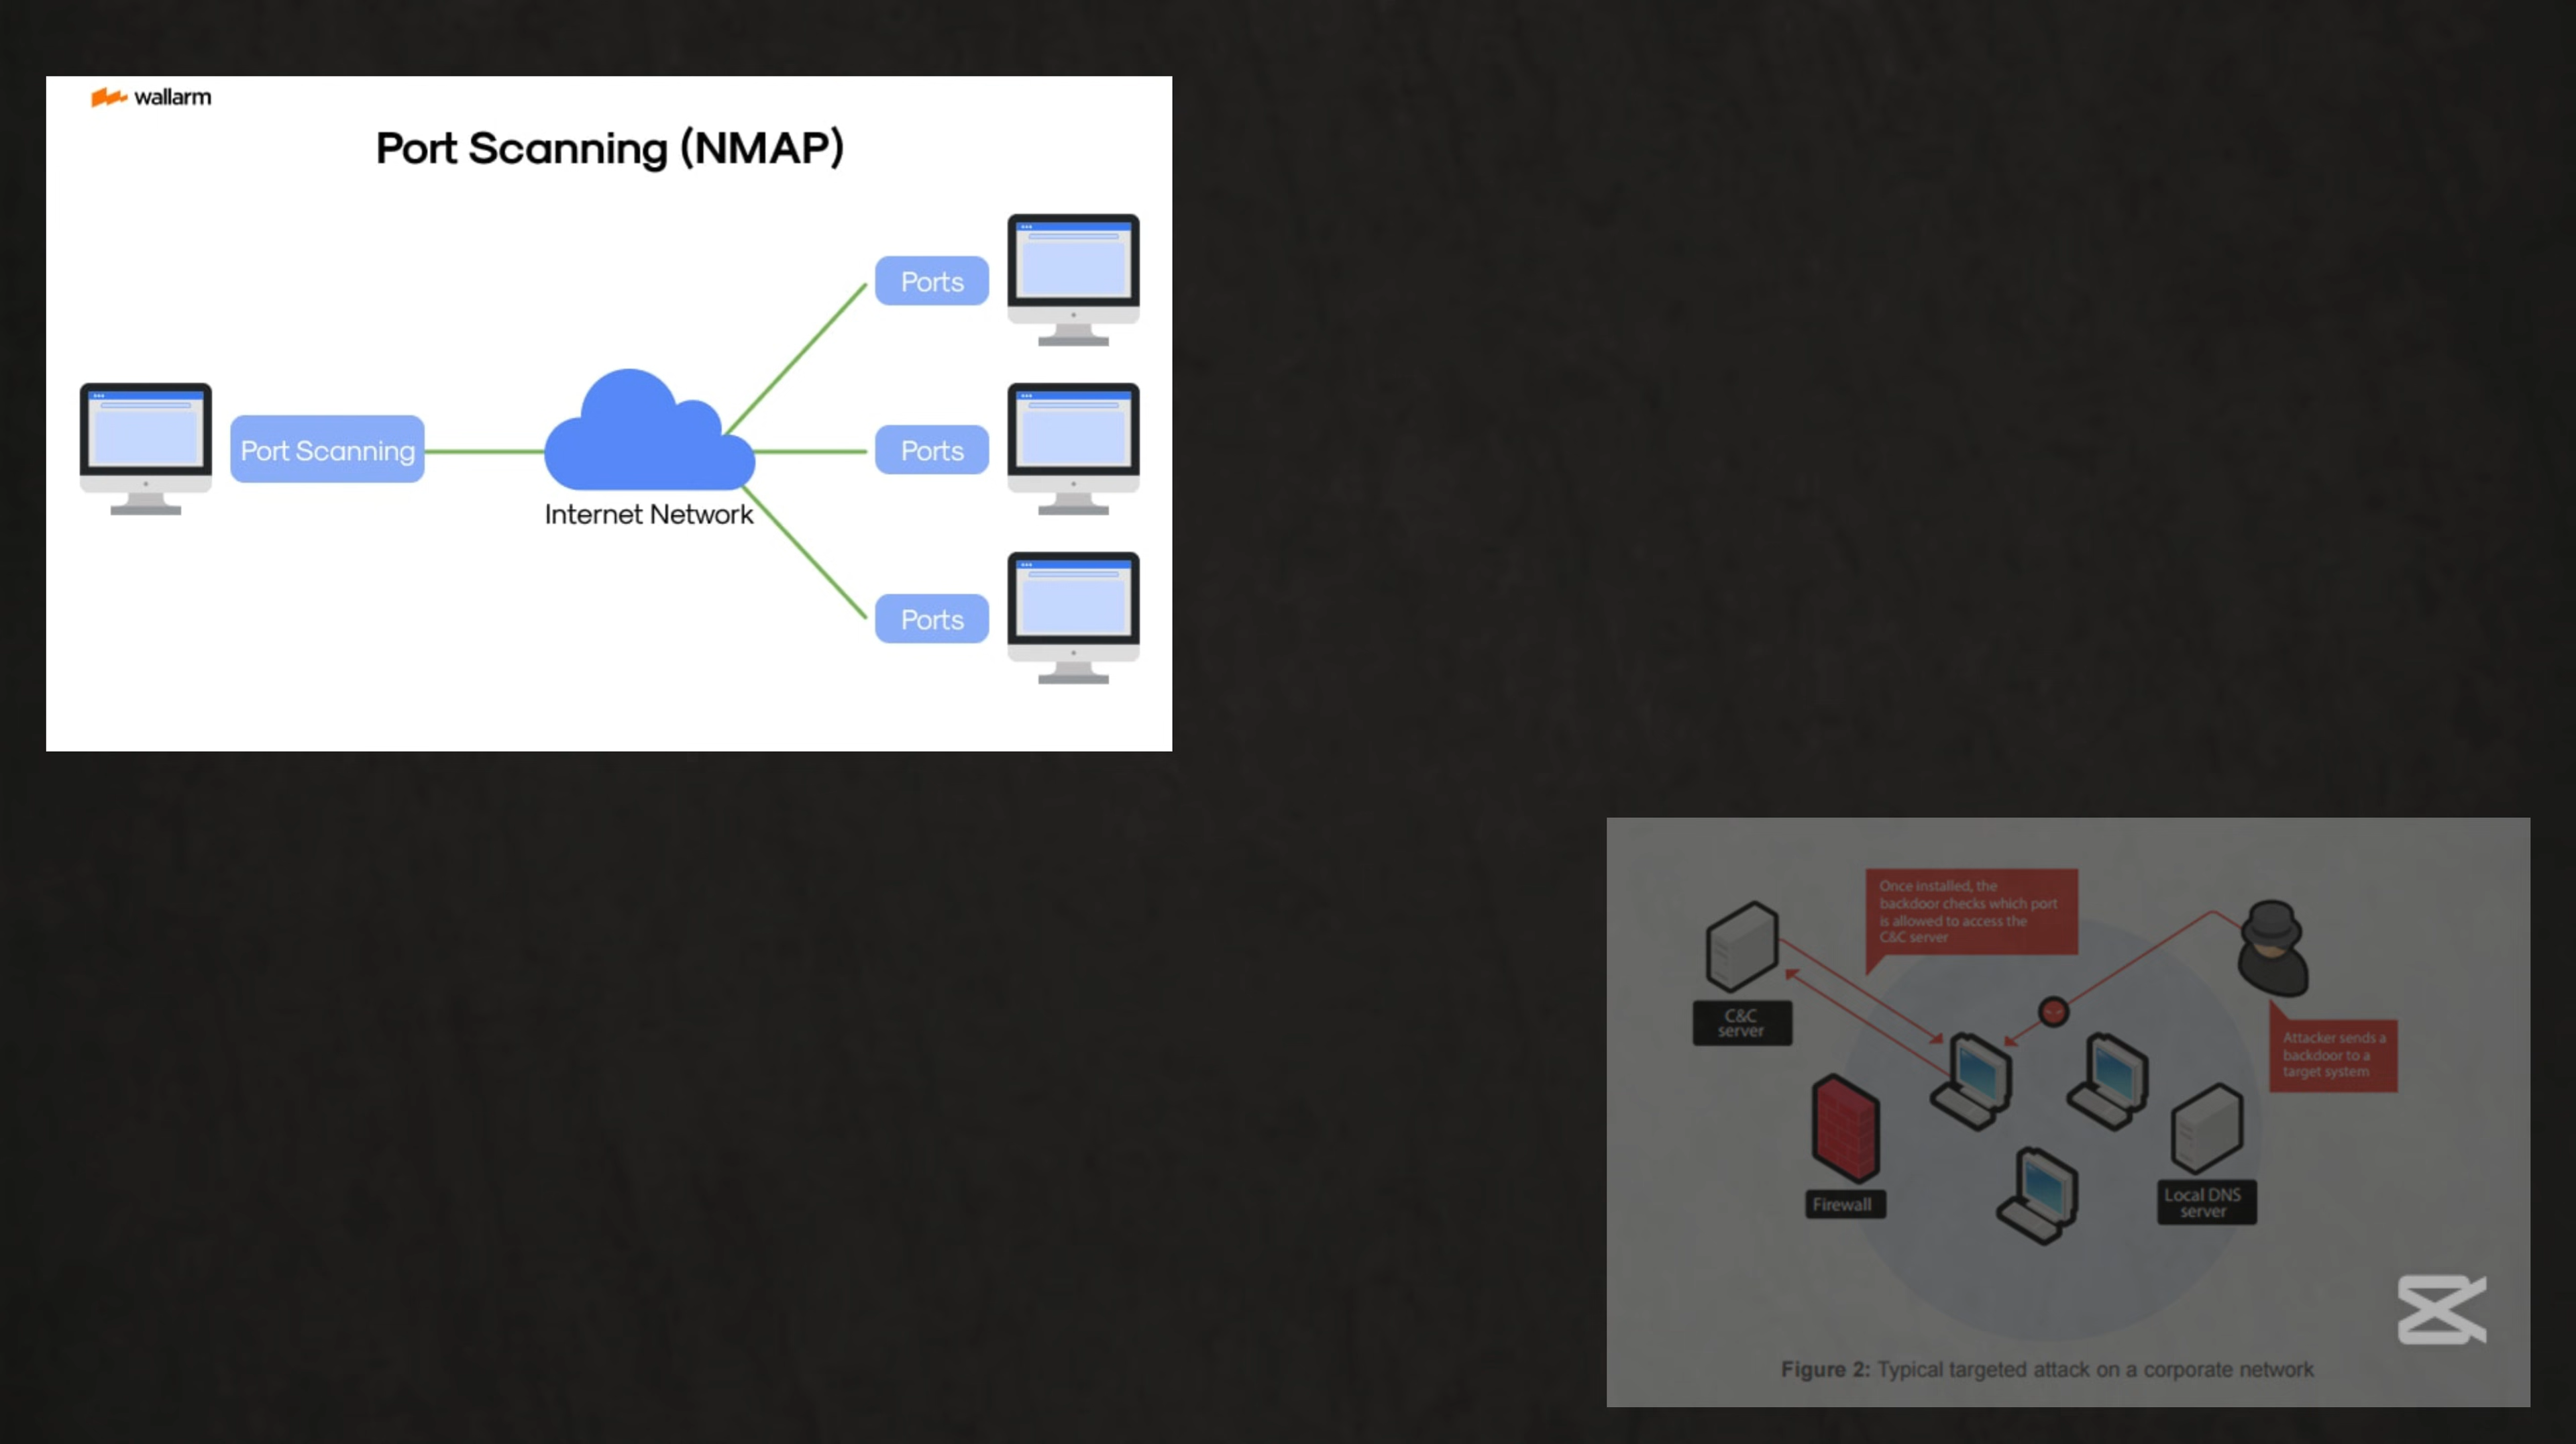 wallarm
Port Scanning (NMAP)
Ports
Port Scanning
Ports
Internet Network
Ports
Once installed, the
backdoor checks which port
is allowed to access the
C&C server
C&C
server
Attacker sends a
backdoor to a
target system
Firewall
Local DNS
server
Figure 2: Typical targeted attack on a corporate network